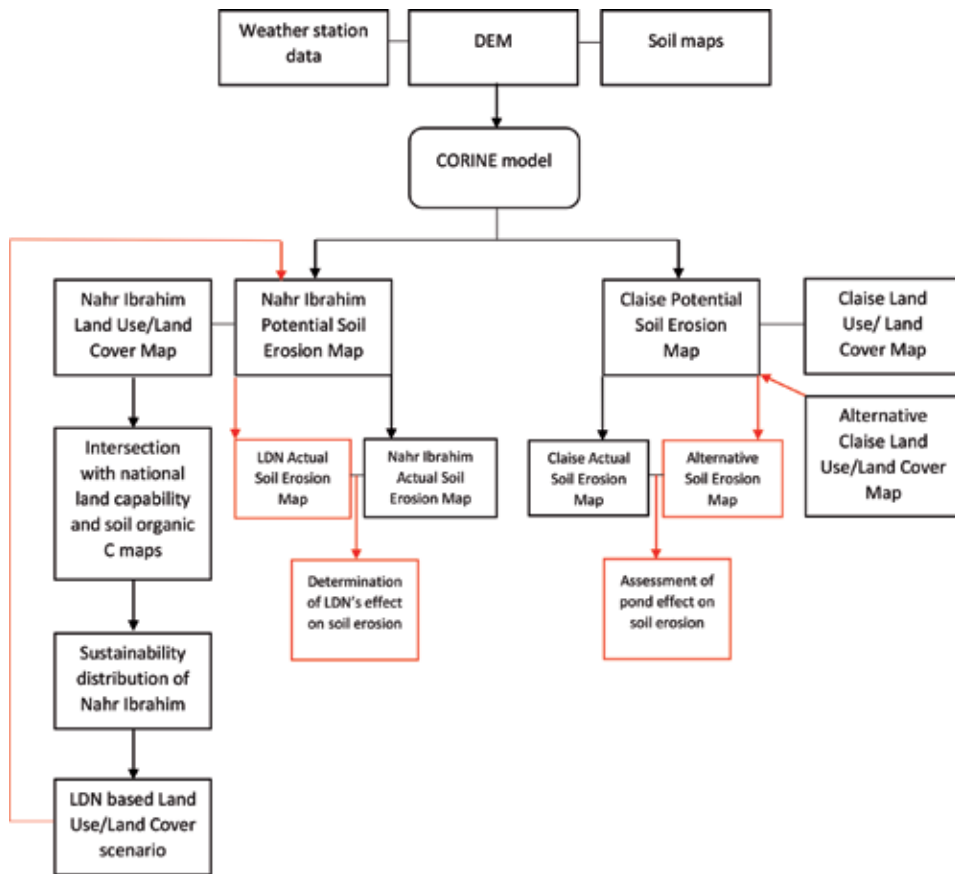 Weather station
data
DEM
Soil maps
CORINE model
Nahr Ibrahim
Land Use/Land
Cover Map
Nahr Ibrahim
Potential Soil
Erosion Map
Claise Potential
Soil Erosion
Map
Claise Land
Use/ Land
Cover Map
Intersection
with national
land capability
and soil organic
C maps
LDN Actual
Soil Erosion
Map
Nahr Ibrahim
Actual Soil
Erosion Map
Claise Actual
Soil Erosion
Map
Alternative
Soil Erosion
Map
Alternative
Claise Land
Use/Land Cover
Map
Determination
of LDN's effect
on soil erosion
Assessment of
pond effect on
soil erosion
Sustainability
distribution of
Nahr Ibrahim
LDN based Land
Use/Land Cover
scenario